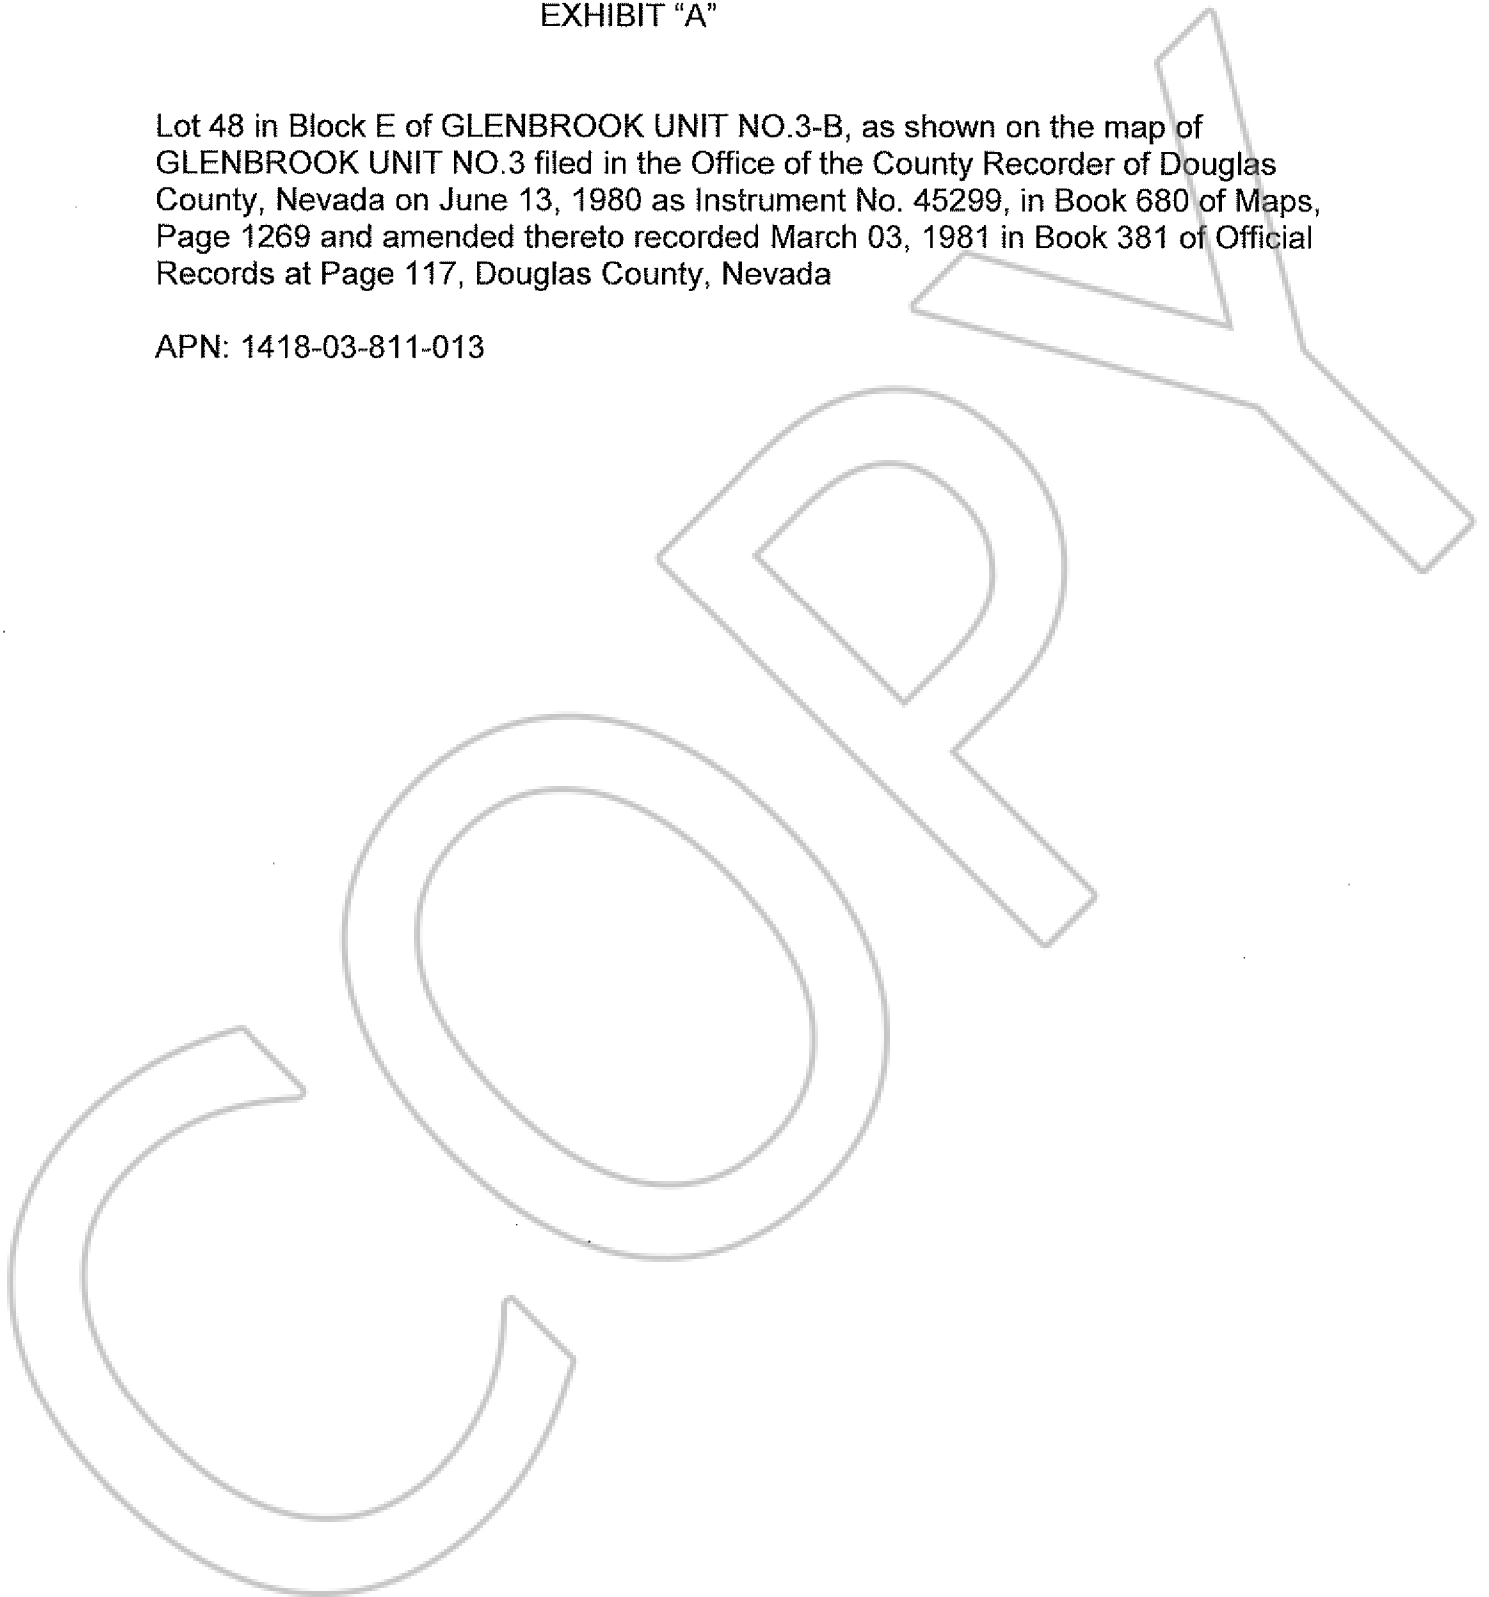 EXHIBIT “A”
Lot 48 in Block E of GLENBROOK UNIT NO.3-B, as shown on the map of
GLENBROOK UNIT NO.3 filed in the Office of the County Recorder of Douglas
County, Nevada on June 13, 1980 as Instrument No. 45299, in Book 680 of Maps,
Page 1269 and amended thereto recorded March 03, 1981 in Book 381 of Official
Records at Page 117, Douglas County, Nevada
APN: 1418-03-811-013
COPY